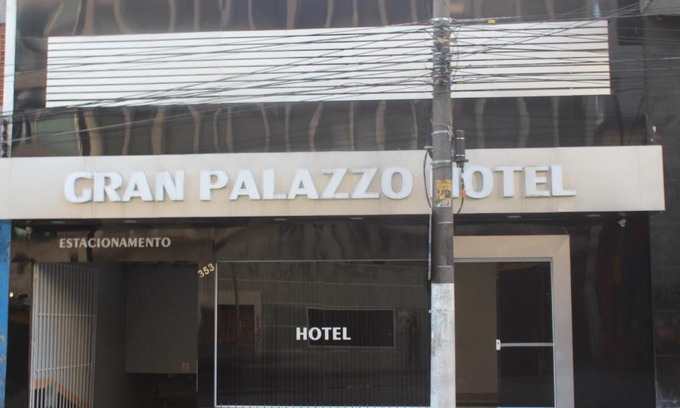 GRAN PALAZZO HOTEL
ESTACIONAMENTO
353
HOTEL